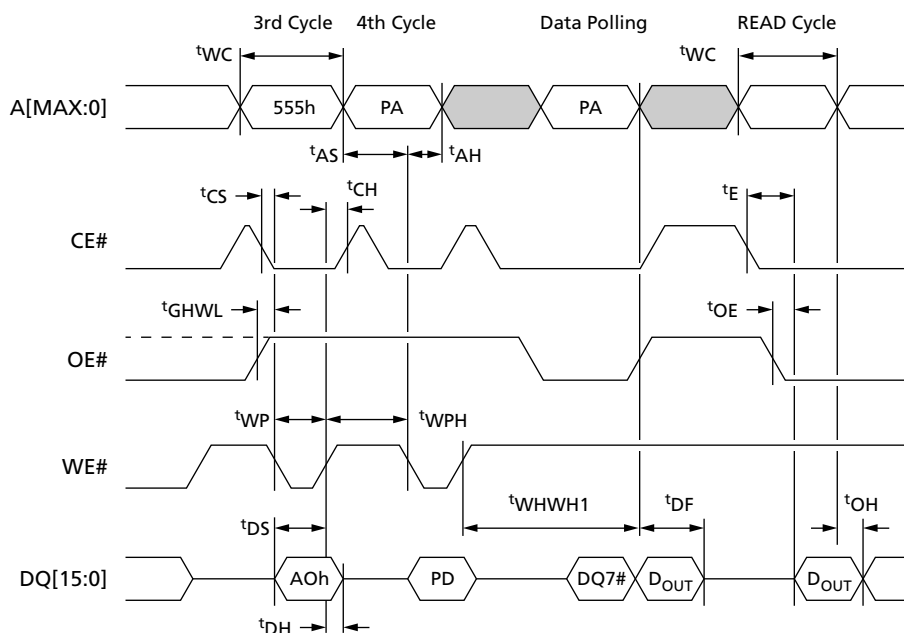 3rd Cycle 4th Cycle Data Polling READ Cycle
tWC tWC
A[MAX:0] 555h PA PA
tAS tAH
tCS tCH tE
CE#
tGHWL tOE
OE#
tWP tWPH
WE#
tWHWH1 tDF tOH
tDS
DQ[15:0] AOh PD DQ7# DOUT DOUT
tDH